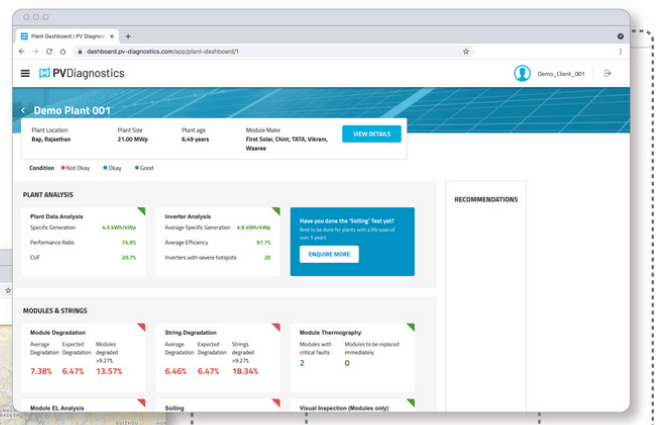 Plant Dashboard | PV Diagnos
dashboard.pv-diagnostics.com/app/plant-dashboard/1
PVDiagnostics
Demo_Client_001
Demo Plant 001
Plant Location Plant Size Plant age Module Make
Bap, Rajasthan 21.00 MWp 6.49 years First Solar, Chint, TATA, Vikram,
Waaree
VIEW DETAILS
Condition Not Okay Okay Good
PLANT ANALYSIS
RECOMMENDATIONS
Plant Data Analysis
Specific Generation 4.5 kWh/kWp
Performance Ratio 74.9%
CUF 20.7%
Inverter Analysis
Average Specific Generation 4.6 kWh/kWp
Average Efficiency 97.7%
Inverters with severe hotspots 20
Have you done the 'Soiling' Test yet?
Best to be done for plants with a life span of
over 5 years
ENQUIRE MORE
MODULES & STRINGS
Module Degradation
Average Expected Modules
Degradation Degradation degraded
>9.27%
7.38% 6.47% 13.57%
String Degradation
Average Expected Strings
Degradation Degradation degraded
>9.27%
6.46% 6.47% 18.34%
Module Thermography
Modules with Modules to be replaced
critical faults immediately
2 0
Module EL Analysis
Soiling
Visual Inspection (Modules only)